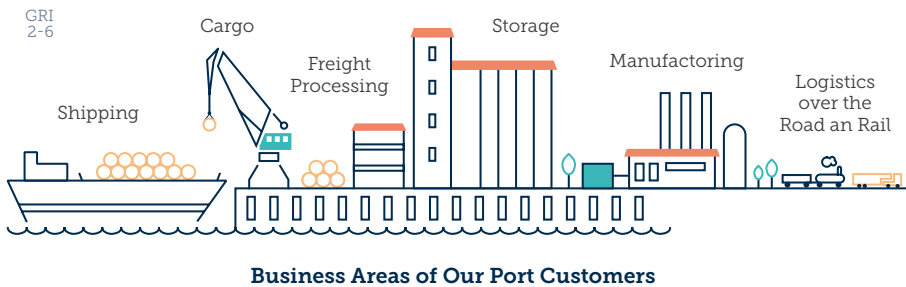 GRI
2-6
Cargo
Storage
Freight
Processing
Manufactoring
Shipping
Logistics
over the
Road an Rail
Business Areas of Our Port Customers